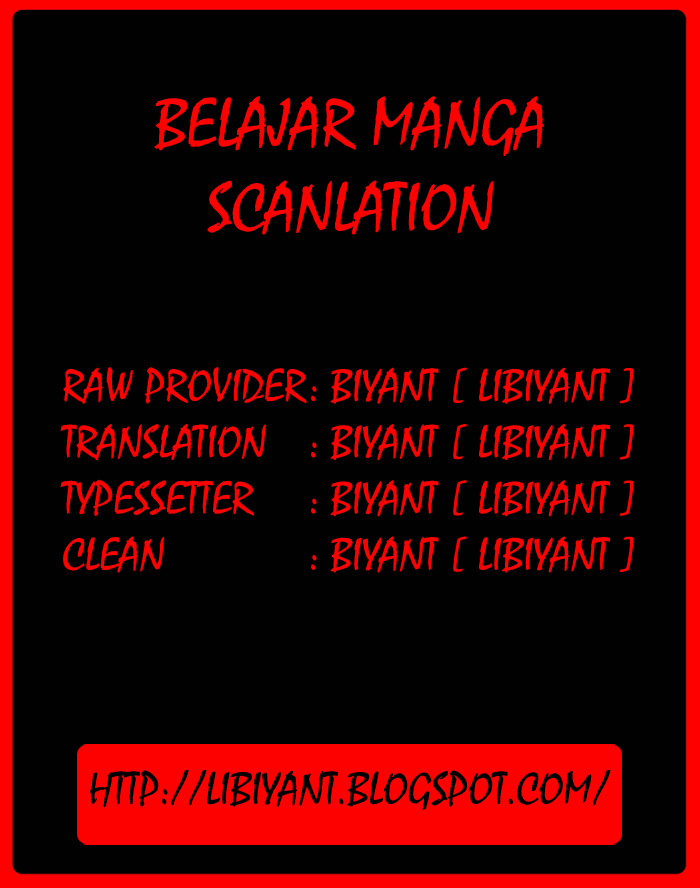 BELAJAR MANGA
SCANLATION
RAW PROVIDER : BIYANT [ LIBIYANT ]
TRANSLATION : BIYANT [ LIBIYANT ]
TYPESSETTER : BIYANT [ LIBIYANT ]
CLEAN : BIYANT [ LIBIYANT ]
HTTP://LIBIYANT.BLOGSPOT.COM/